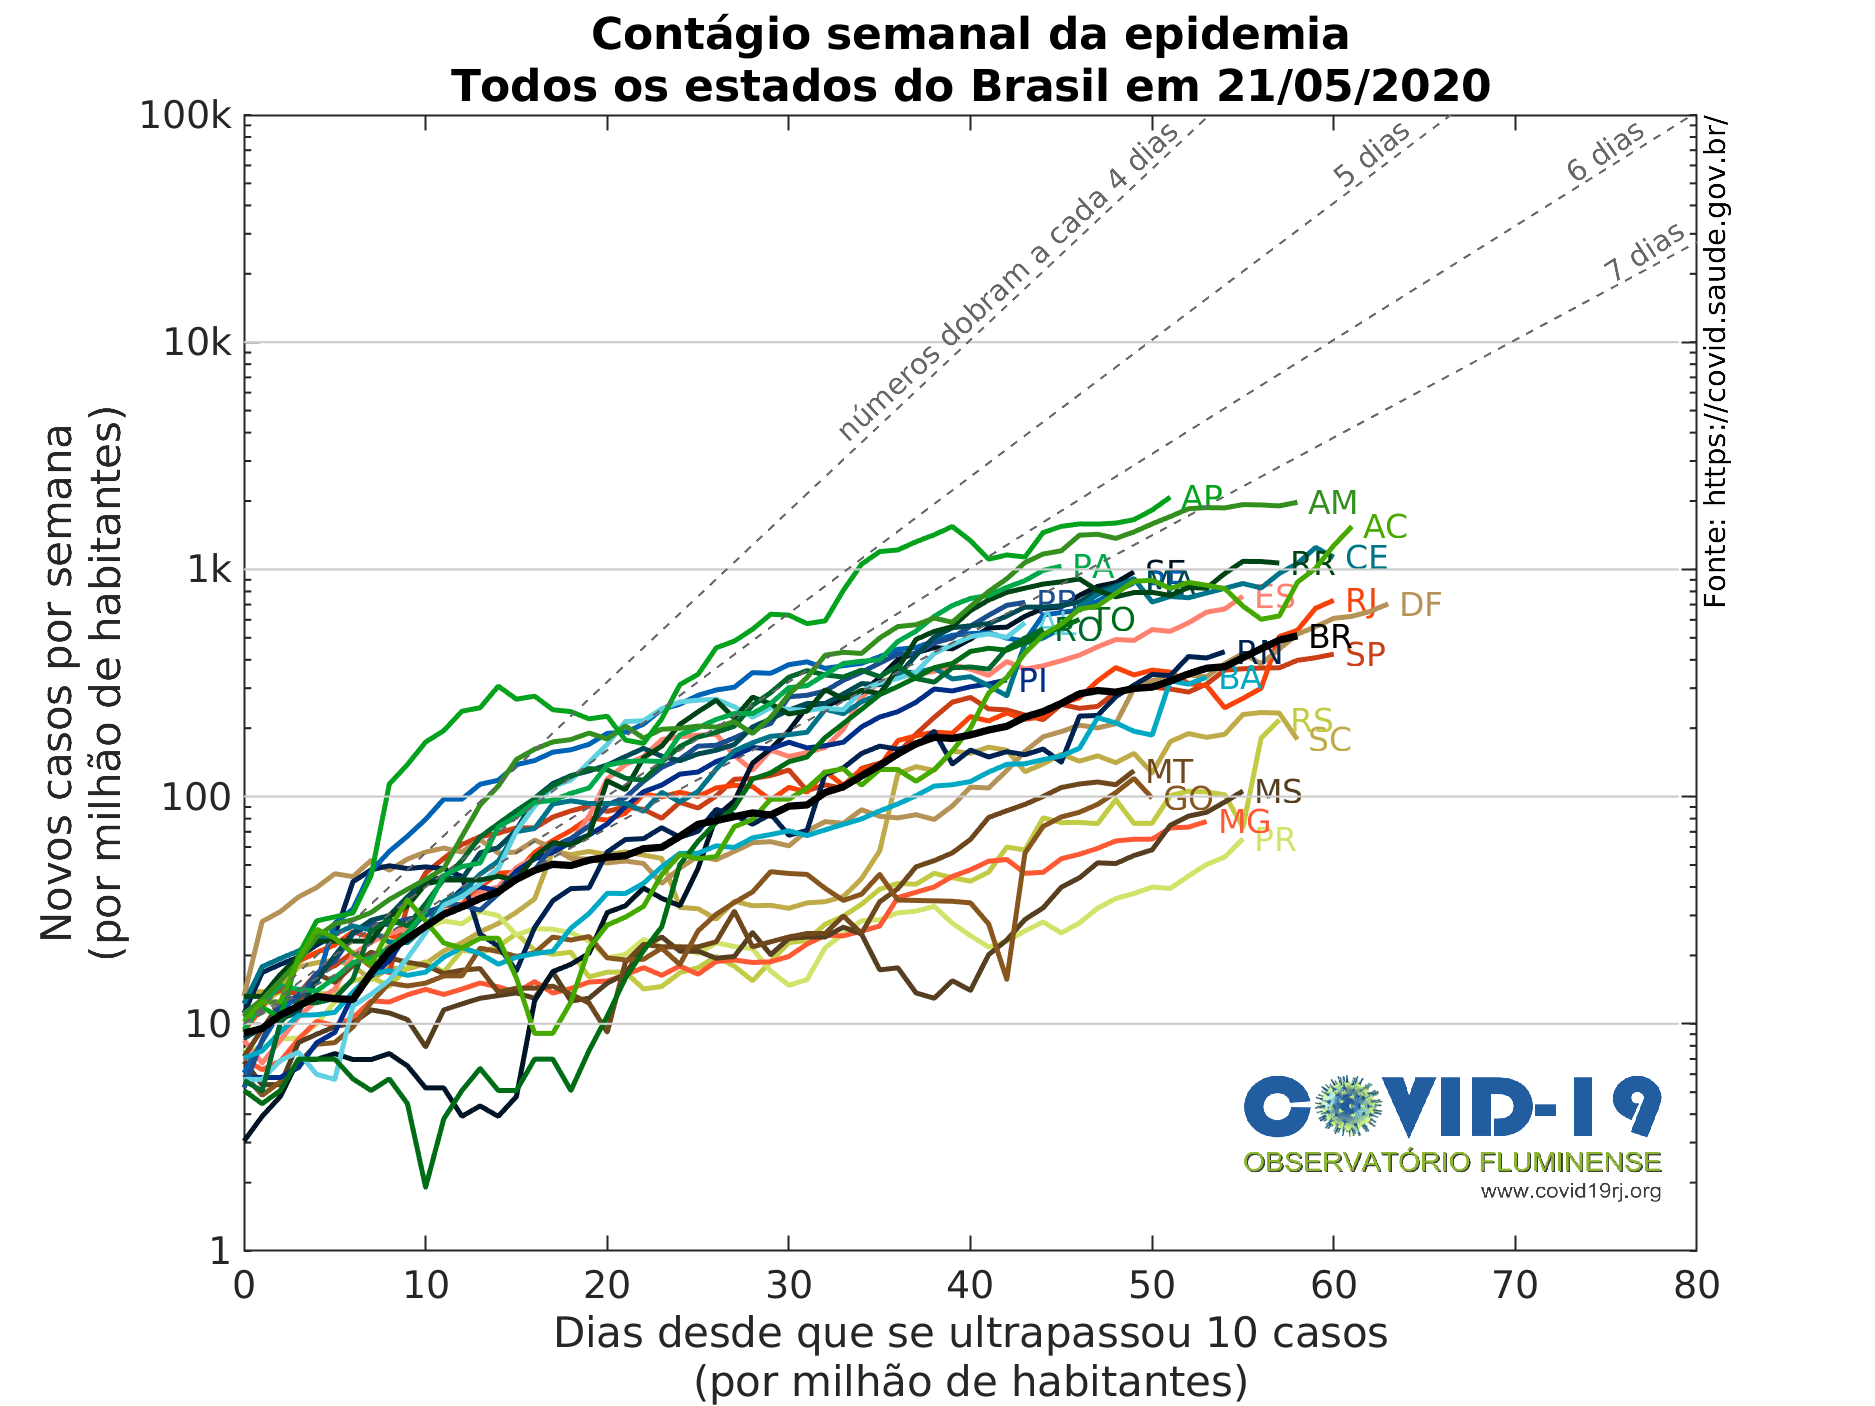 Contágio semanal da epidemia
Todos os estados do Brasil em 21/05/2020
100k
10k
1k
100
10
1
Novos casos por semana
(por milhão de habitantes)
números dobram a cada 4 dias
5 dias
6 dias
7 dias
Fonte: https://covid.saude.gov.br/
AP
AM
AC
PA
SE
MA
RR
CE
ES
RJ
DF
TO
RO
BR
SP
RN
PI
BA
RS
SC
MT
GO
MS
MG
PR
COVID-19
OBSERVATÓRIO FLUMINENSE
www.covid19rj.org
0
10
20
30
40
50
60
70
80
Dias desde que se ultrapassou 10 casos
(por milhão de habitantes)